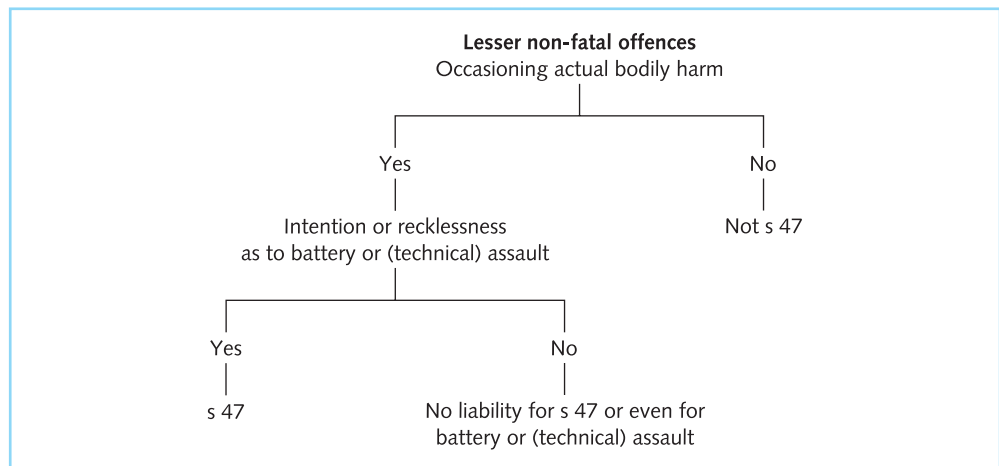 Lesser non-fatal offences
Occasioning actual bodily harm
Yes
No
Intention or recklessness
as to battery or (technical) assault
Not s 47
Yes
No
s 47
No liability for s 47 or even for
battery or (technical) assault